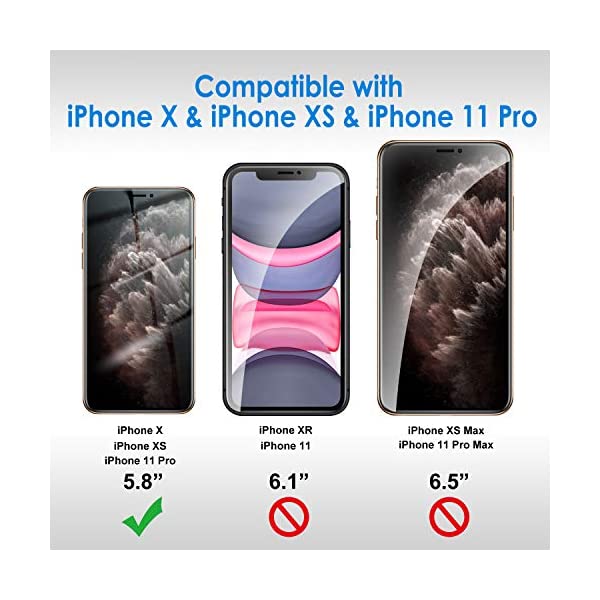 Compatible with
iPhone X & iPhone XS & iPhone 11 Pro
iPhone X
iPhone XS
iPhone 11 Pro
5.8”
iPhone XR
iPhone 11
6.1”
iPhone XS Max
iPhone 11 Pro Max
6.5”